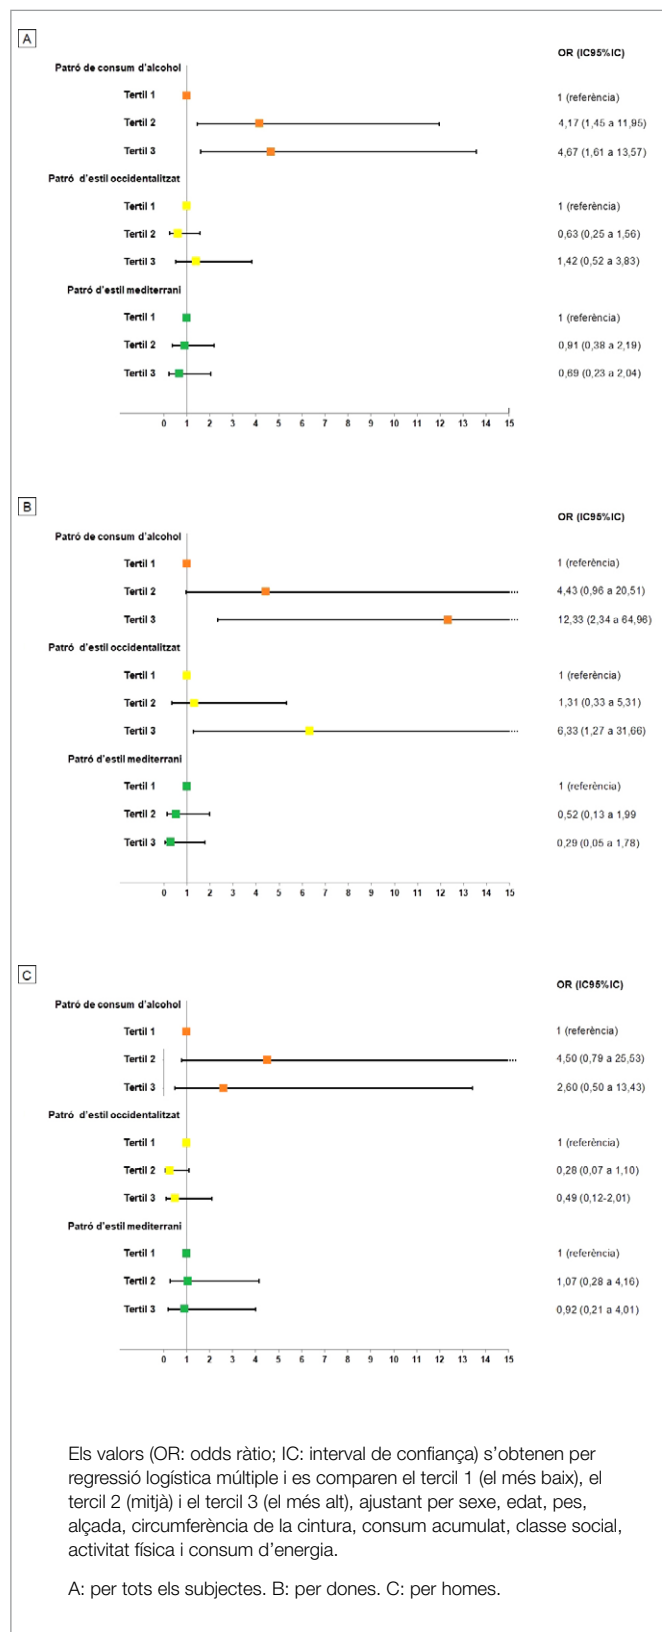 A
OR (IC95%IC)
Patró de consum d'alcohol
Tertil 1 1 (referència)
Tertil 2 4,17 (1,45 a 11,95)
Tertil 3 4,67 (1,61 a 13,57)
Patró d'estil occidentalitzat
Tertil 1 1 (referència)
Tertil 2 0,63 (0,25 a 1,56)
Tertil 3 1,42 (0,52 a 3,83)
Patró d'estil mediterrani
Tertil 1 1 (referència)
Tertil 2 0,91 (0,38 a 2,19)
Tertil 3 0,69 (0,23 a 2,04)
0 1 2 3 4 5 6 7 8 9 10 11 12 13 14 15
B
OR (IC95%IC)
Patró de consum d'alcohol
Tertil 1 1 (referència)
Tertil 2 4,43 (0,96 a 20,51)
Tertil 3 12,33 (2,34 a 64,96)
Patró d'estil occidentalitzat
Tertil 1 1 (referència)
Tertil 2 1,31 (0,33 a 5,31)
Tertil 3 6,33 (1,27 a 31,66)
Patró d'estil mediterrani
Tertil 1 1 (referència)
Tertil 2 0,52 (0,13 a 1,99
Tertil 3 0,29 (0,05 a 1,78)
0 1 2 3 4 5 6 7 8 9 10 11 12 13 14 15
C
OR (IC95%IC)
Patró de consum d'alcohol
Tertil 1 1 (referència)
Tertil 2 4,50 (0,79 a 25,53)
Tertil 3 2,60 (0,50 a 13,43)
Patró d'estil occidentalitzat
Tertil 1 1 (referència)
Tertil 2 0,28 (0,07 a 1,10)
Tertil 3 0,49 (0,12-2,01)
Patró d'estil mediterrani
Tertil 1 1 (referència)
Tertil 2 1,07 (0,28 a 4,16)
Tertil 3 0,92 (0,21 a 4,01)
0 1 2 3 4 5 6 7 8 9 10 11 12 13 14 15
Els valors (OR: odds ràtio; IC: interval de confiança) s'obtenen per
regressió logística múltiple i es comparen el tercil 1 (el més baix), el
tercil 2 (mitjà) i el tercil 3 (el més alt), ajustant per sexe, edat, pes,
alçada, circumferència de la cintura, consum acumulat, classe social,
activitat física i consum d'energia.
A: per tots els subjectes. B: per dones. C: per homes.